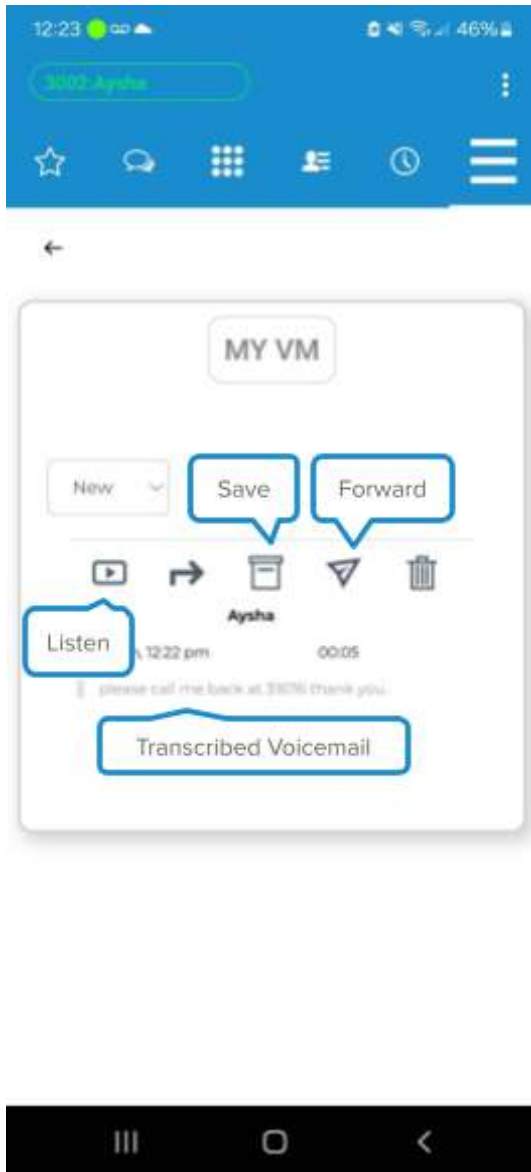 12:23 46%
3002:Aysha
MY VM
New
Save
Forward
Aysha
Listen
12:22 pm 00:05
please call me back at thank you.
Transcribed Voicemail